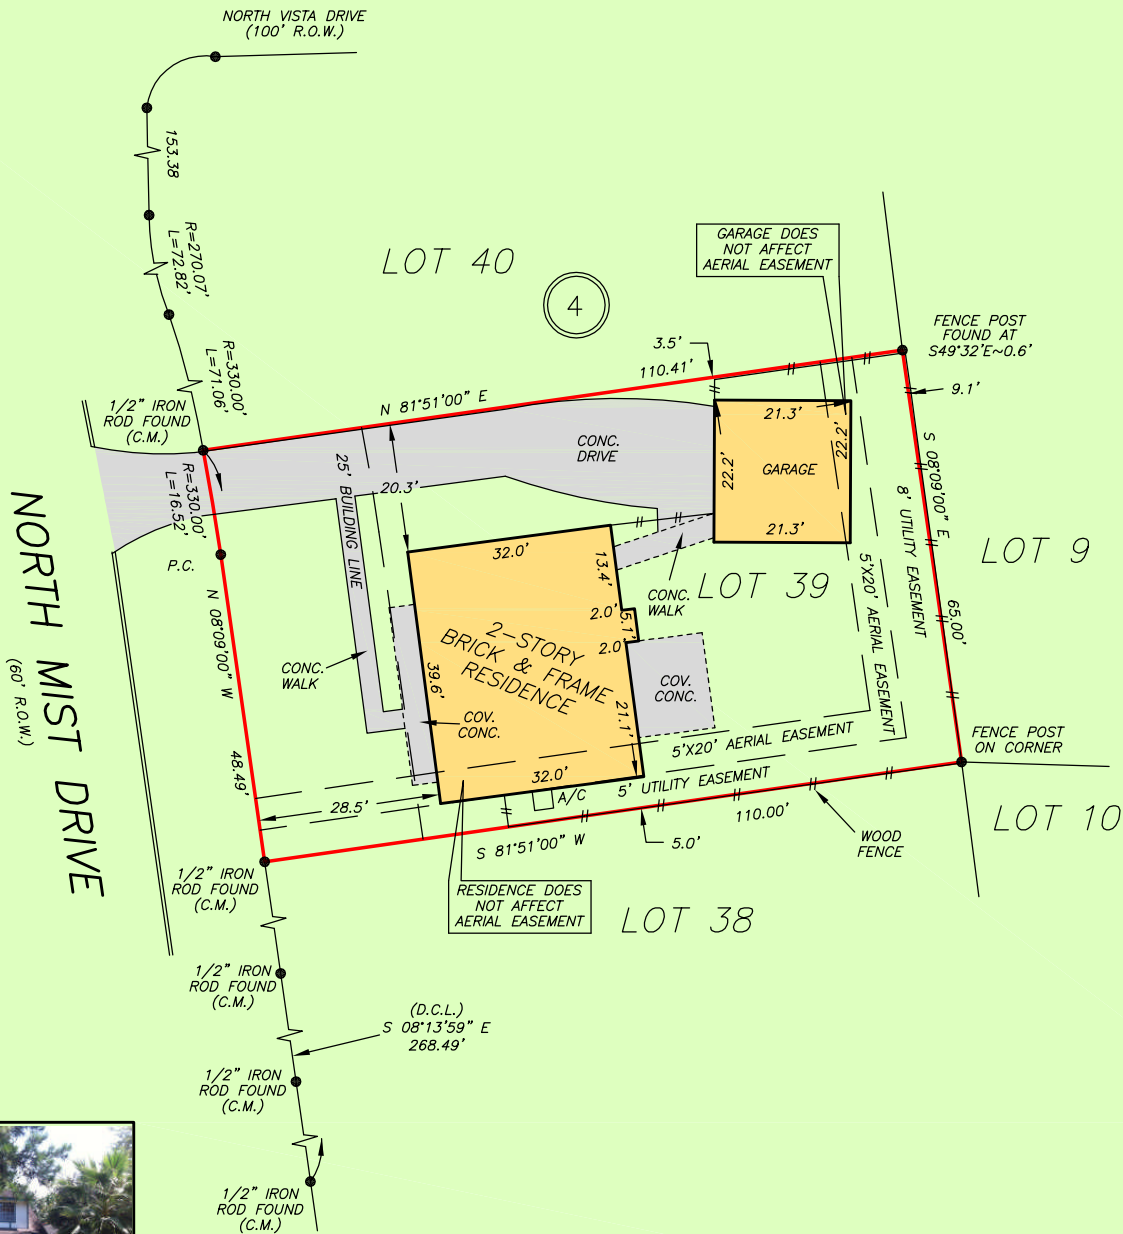 NORTH VISTA DRIVE
(100' R.O.W.)
153.38
R=270.07'
L=72.82'
R=330.00'
L=71.06'
LOT 40
4
GARAGE DOES
NOT AFFECT
AERIAL EASEMENT
FENCE POST
FOUND AT
S49°32'E~0.6'
3.5'
110.41'
9.1'
1/2" IRON
ROD FOUND
(C.M.)
N 81°51'00" E
21.3'
22.2'
22.2'
GARAGE
21.3'
CONC.
DRIVE
S 08°09'00" E
65.00'
8' UTILITY EASEMENT
5'X20' AERIAL EASEMENT
LOT 9
R=330.00'
L=16.52'
25' BUILDING LINE
20.3'
P.C.
32.0'
13.4'
2.0'
5.1'
2.0'
CONC.
WALK
LOT 39
NORTH MIST DRIVE
(60' R.O.W.)
N 08°09'00" W
48.49'
CONC.
WALK
39.6'
2-STORY
BRICK & FRAME
RESIDENCE
21.1'
COV.
CONC.
COV.
CONC.
5'X20' AERIAL EASEMENT
FENCE POST
ON CORNER
32.0'
A/C
5' UTILITY EASEMENT
28.5'
110.00'
S 81°51'00" W
5.0'
WOOD
FENCE
LOT 10
1/2" IRON
ROD FOUND
(C.M.)
RESIDENCE DOES
NOT AFFECT
AERIAL EASEMENT
LOT 38
1/2" IRON
ROD FOUND
(C.M.)
(D.C.L.)
S 08°13'59" E
268.49'
1/2" IRON
ROD FOUND
(C.M.)
1/2" IRON
ROD FOUND
(C.M.)